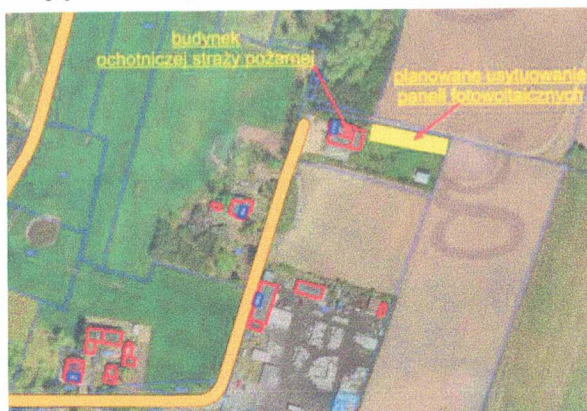 budynek
ochotniczej straży pożarnej
planowane usytuowanie
paneli fotowoltaicznych